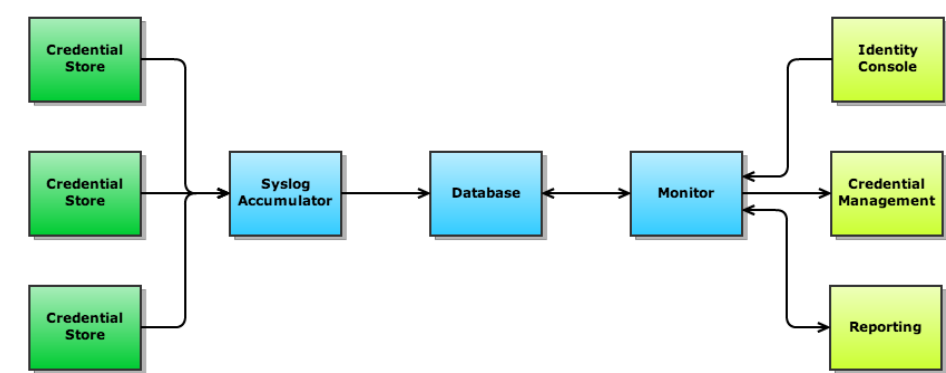 Credential
Store
Identity
Console
Credential
Store
Syslog
Accumulator
Database
Monitor
Credential
Management
Credential
Store
Reporting